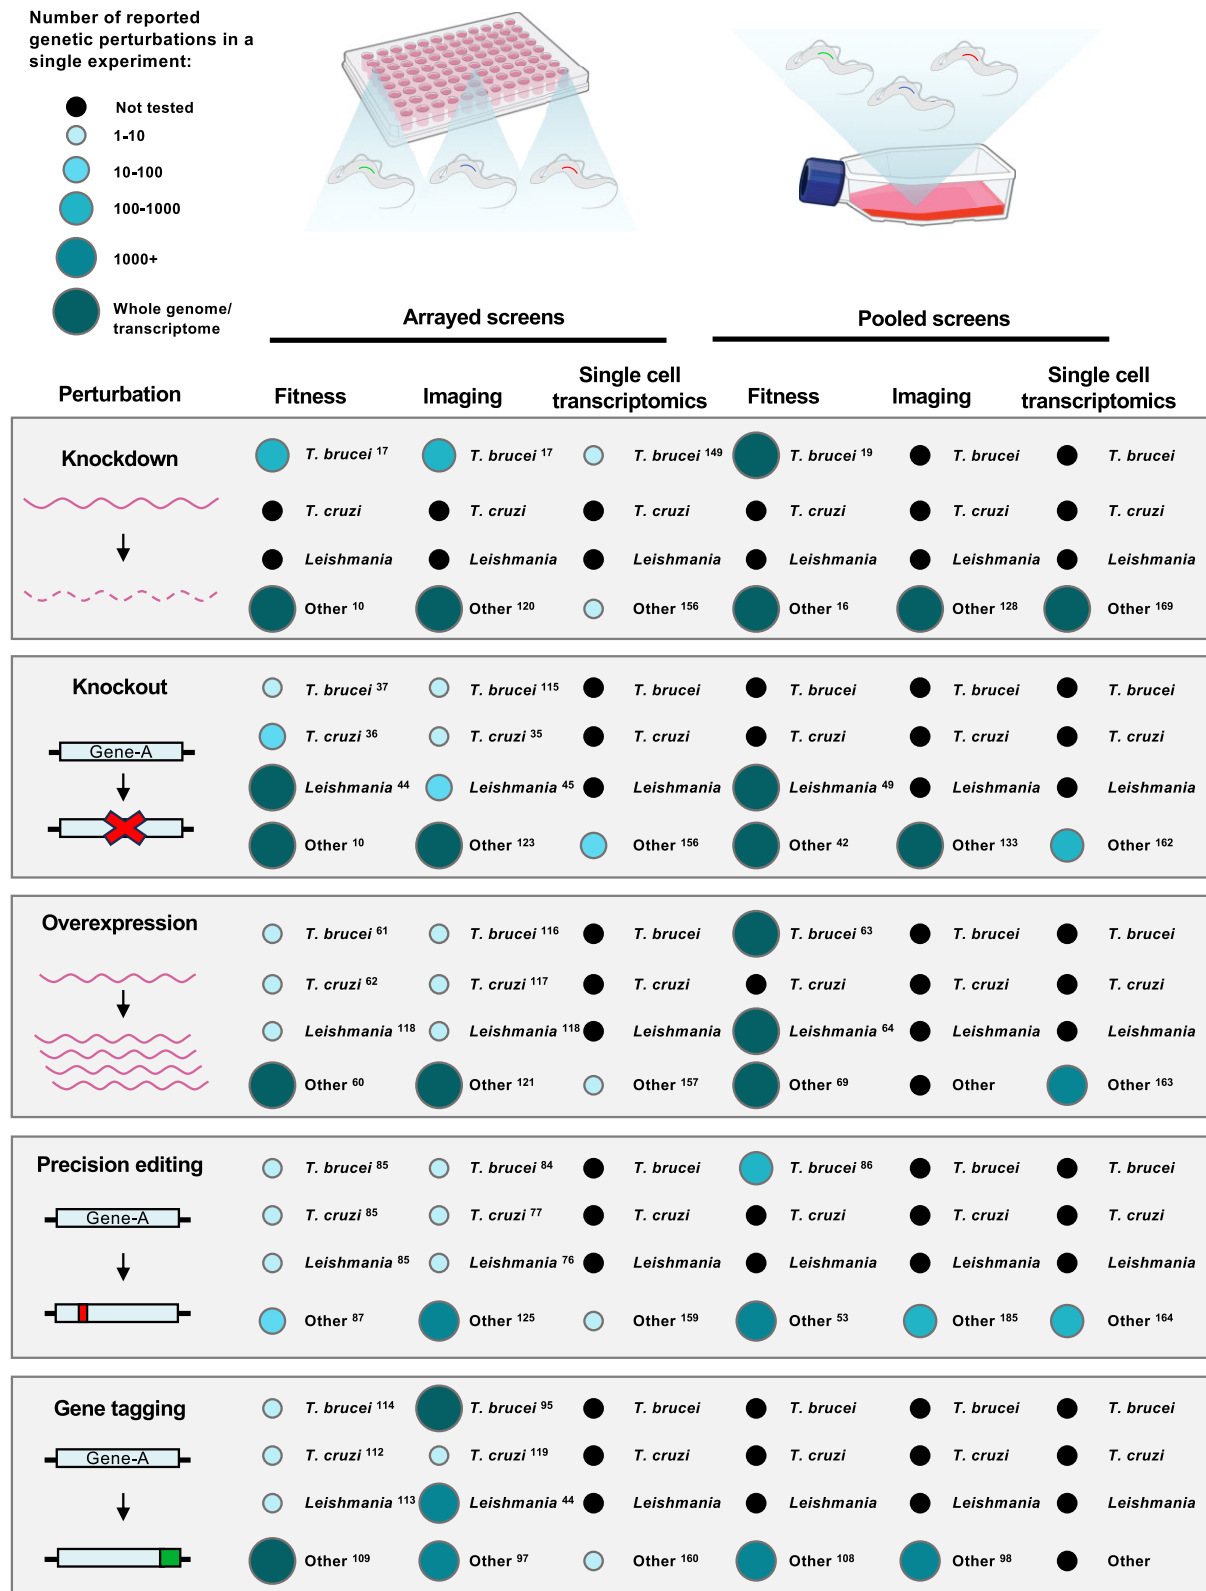 Number of reported
genetic perturbations in a
single experiment:
Not tested
1-10
10-100
100-1000
1000+
Whole genome/
transcriptome
Arrayed screens
Pooled screens
Perturbation
Fitness
Imaging
Single cell
transcriptomics
Fitness
Imaging
Single cell
transcriptomics
Knockdown
T. brucei 17 T. brucei 17 T. brucei 149 T. brucei 19 T. brucei T. brucei
T. cruzi T. cruzi T. cruzi T. cruzi T. cruzi T. cruzi
Leishmania Leishmania Leishmania Leishmania Leishmania Leishmania
Other 10 Other 120 Other 156 Other 16 Other 128 Other 169
Knockout
Gene-A
T. brucei 37 T. brucei 115 T. brucei T. brucei T. brucei T. brucei
T. cruzi 36 T. cruzi 35 T. cruzi T. cruzi T. cruzi T. cruzi
Leishmania 44 Leishmania 45 Leishmania Leishmania 49 Leishmania Leishmania
Other 10 Other 123 Other 156 Other 42 Other 133 Other 162
Overexpression
T. brucei 61 T. brucei 116 T. brucei T. brucei 63 T. brucei T. brucei
T. cruzi 62 T. cruzi 117 T. cruzi T. cruzi T. cruzi T. cruzi
Leishmania 118 Leishmania 118 Leishmania Leishmania 64 Leishmania Leishmania
Other 60 Other 121 Other 157 Other 69 Other Other 163
Precision editing
Gene-A
T. brucei 85 T. brucei 84 T. brucei T. brucei 86 T. brucei T. brucei
T. cruzi 85 T. cruzi 77 T. cruzi T. cruzi T. cruzi T. cruzi
Leishmania 85 Leishmania 76 Leishmania Leishmania Leishmania Leishmania
Other 87 Other 125 Other 159 Other 53 Other 185 Other 164
Gene tagging
Gene-A
T. brucei 114 T. brucei 95 T. brucei T. brucei T. brucei T. brucei
T. cruzi 112 T. cruzi 119 T. cruzi T. cruzi T. cruzi T. cruzi
Leishmania 113 Leishmania 44 Leishmania Leishmania Leishmania Leishmania
Other 109 Other 97 Other 160 Other 108 Other 98 Other